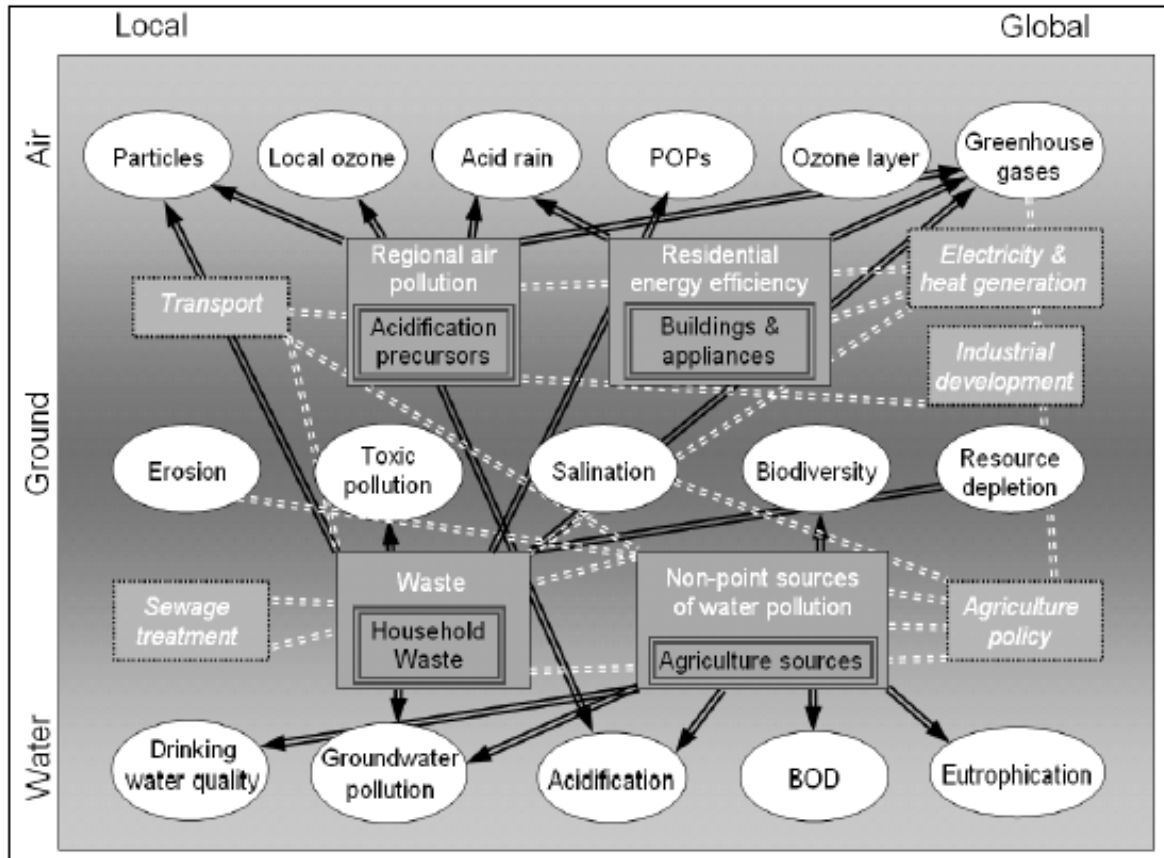 Local
Global
Air
Ground
Water
Particles
Local ozone
Acid rain
POPs
Ozone layer
Greenhouse
gases
Transport
Regional air
pollution
Acidification
precursors
Residential
energy efficiency
Buildings &
appliances
Electricity &
heat generation
Industrial
development
Erosion
Toxic
pollution
Salination
Biodiversity
Resource
depletion
Sewage
treatment
Waste
Household
Waste
Non-point sources
of water pollution
Agriculture sources
Agriculture
policy
Drinking
water quality
Groundwater
pollution
Acidification
BOD
Eutrophication